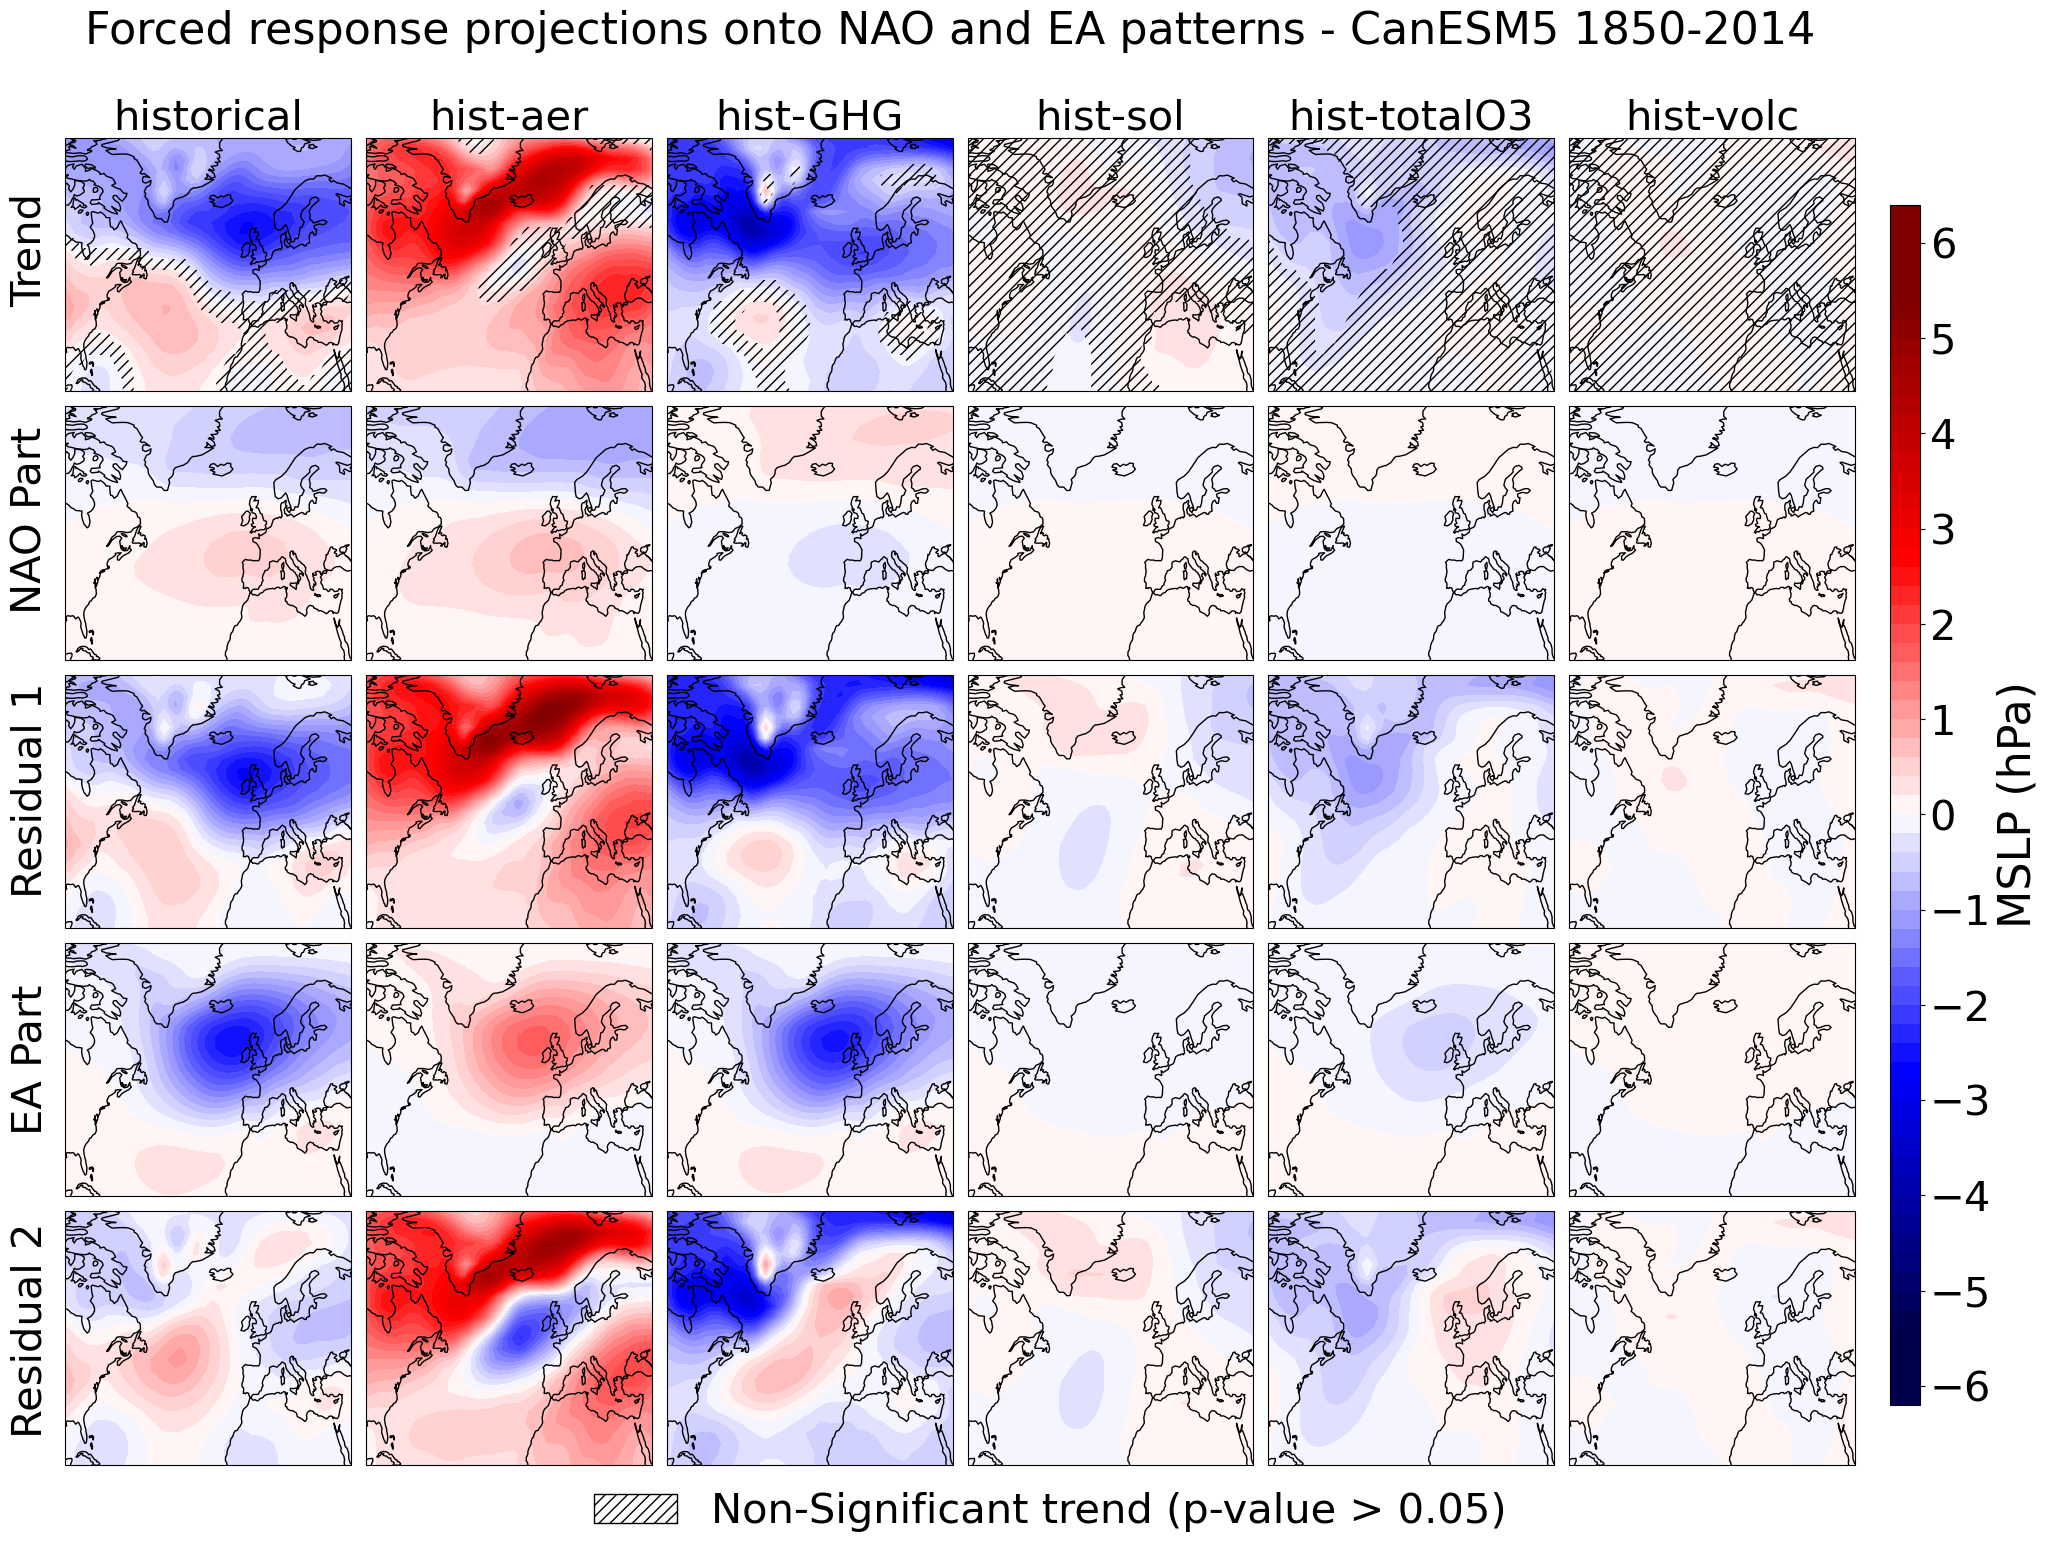 Forced response projections onto NAO and EA patterns - CanESM5 1850-2014
historical hist-aer hist-GHG hist-sol hist-totalO3 hist-volc
Trend
NAO Part
Residual 1
EA Part
Residual 2
6
5
4
3
2
1
0
−1
−2
−3
−4
−5
−6
MSLP (hPa)
Non-Significant trend (p-value > 0.05)